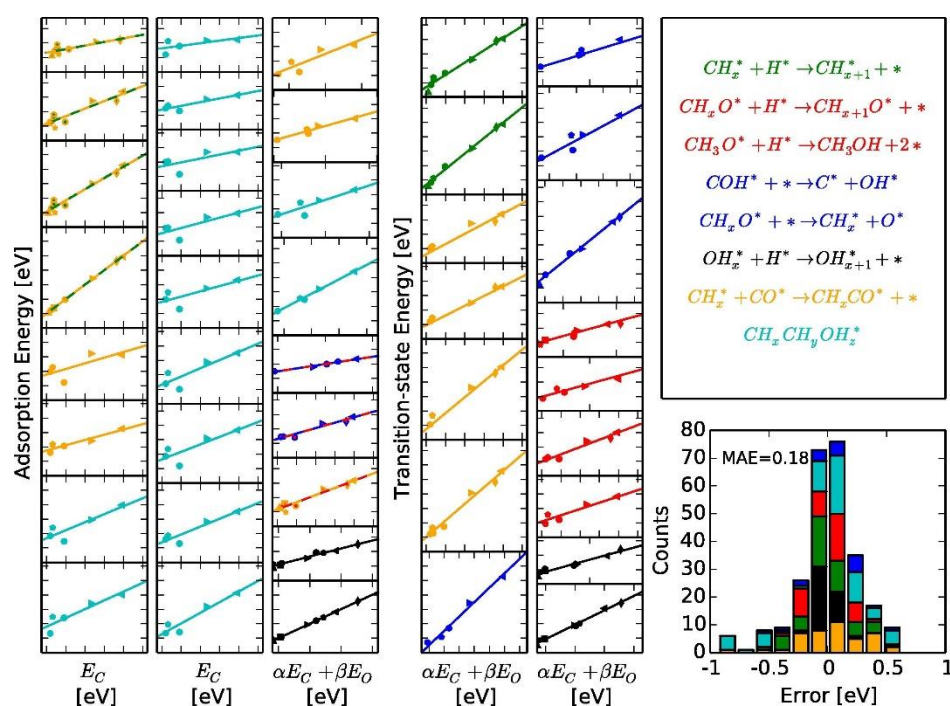 Adsorption Energy [eV]
E_C
[eV]
E_C
[eV]
αE_C + βE_O
[eV]
Transition-state Energy [eV]
αE_C + βE_O
[eV]
αE_C + βE_O
[eV]
CH_x^* + H^* → CH_{x+1}^* + *
CH_xO^* + H^* → CH_{x+1}O^* + *
CH_3O^* + H^* → CH_3OH + 2*
COH^* + * → C^* + OH^*
CH_xO^* + * → CH_x^* + O^*
OH_x^* + H^* → OH_{x+1}^* + *
CH_x^* + CO^* → CH_xCO^* + *
CH_xCH_yOH_z^*
80
70
60
50
40
30
20
10
0
Counts
MAE=0.18
-1 -0.5 0 0.5 1
Error [eV]